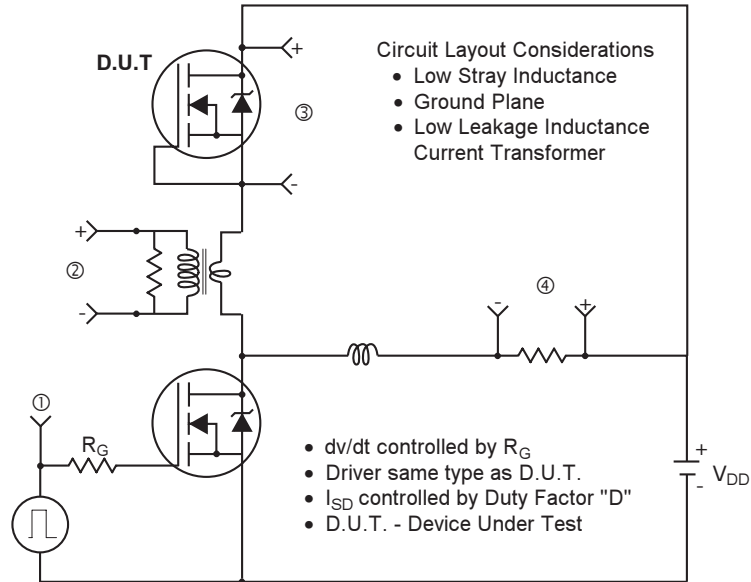 D.U.T
+
③
-
Circuit Layout Considerations
• Low Stray Inductance
• Ground Plane
• Low Leakage Inductance
Current Transformer
+
②
-
④
-
+
①
R_G
• dv/dt controlled by R_G
• Driver same type as D.U.T.
• I_SD controlled by Duty Factor "D"
• D.U.T. - Device Under Test
+
-
V_DD